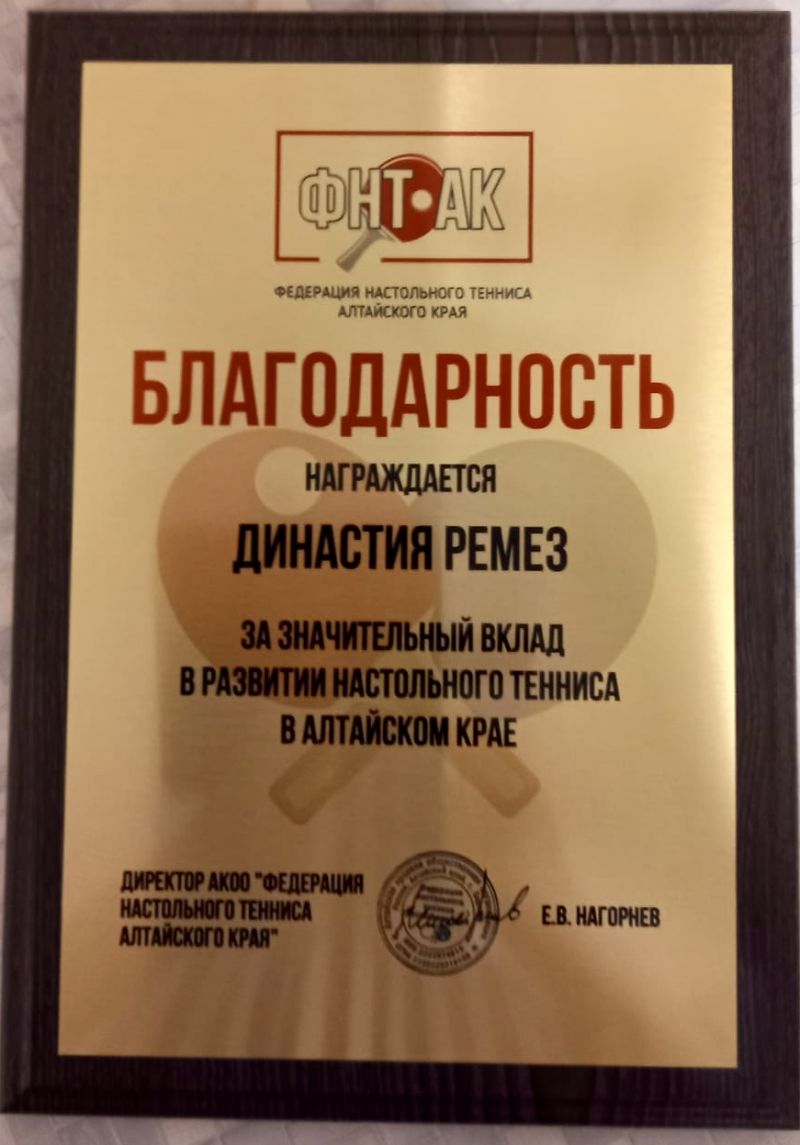 ФНТ•АК
ФЕДЕРАЦИЯ НАСТОЛЬНОГО ТЕННИСА
АЛТАЙСКОГО КРАЯ
БЛАГОДАРНОСТЬ
НАГРАЖДАЕТСЯ
ДИНАСТИЯ РЕМЕЗ
ЗА ЗНАЧИТЕЛЬНЫЙ ВКЛАД
В РАЗВИТИИ НАСТОЛЬНОГО ТЕННИСА
В АЛТАЙСКОМ КРАЕ
ДИРЕКТОР АКОО "ФЕДЕРАЦИЯ
НАСТОЛЬНОГО ТЕННИСА
АЛТАЙСКОГО КРАЯ"
Е.В. НАГОРНЕВ